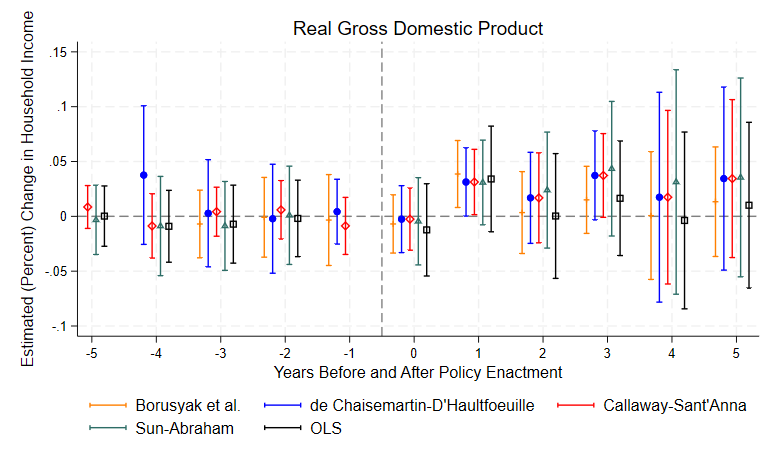 Real Gross Domestic Product
Estimated (Percent) Change in Household Income
.15
.1
.05
0
-.05
-.1
-5 -4 -3 -2 -1 0 1 2 3 4 5
Years Before and After Policy Enactment
Borusyak et al. de Chaisemartin-D'Haultfoeuille Callaway-Sant'Anna
Sun-Abraham OLS